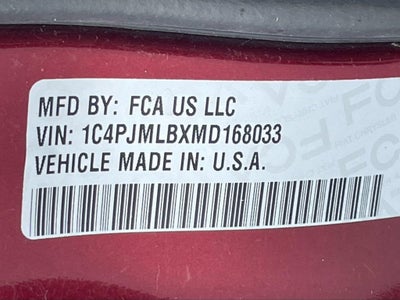 MFD BY: FCA US LLC
VIN: 1C4PJMLBXMD168033
VEHICLE MADE IN: U.S.A.